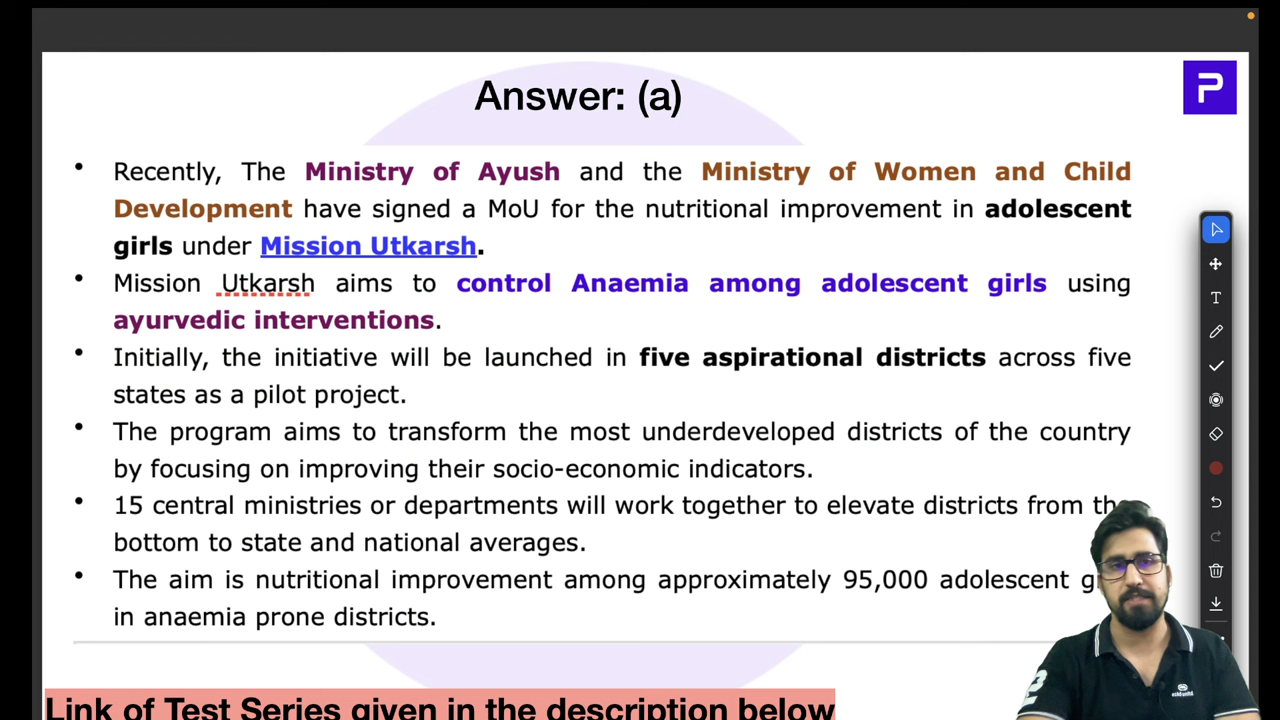 Answer: (a)
• Recently, The Ministry of Ayush and the Ministry of Women and Child
Development have signed a MoU for the nutritional improvement in adolescent
girls under Mission Utkarsh.
• Mission Utkarsh aims to control Anaemia among adolescent girls using
ayurvedic interventions.
• Initially, the initiative will be launched in five aspirational districts across five
states as a pilot project.
• The program aims to transform the most underdeveloped districts of the country
by focusing on improving their socio-economic indicators.
• 15 central ministries or departments will work together to elevate districts from the
bottom to state and national averages.
• The aim is nutritional improvement among approximately 95,000 adolescent
in anaemia prone districts.
Link of Test Series given in the description below